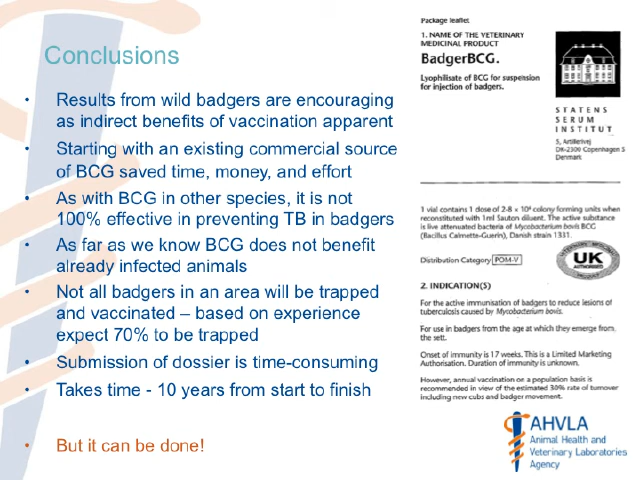 Conclusions
• Results from wild badgers are encouraging
as indirect benefits of vaccination apparent
• Starting with an existing commercial source
of BCG saved time, money, and effort
• As with BCG in other species, it is not
100% effective in preventing TB in badgers
• As far as we know BCG does not benefit
already infected animals
• Not all badgers in an area will be trapped
and vaccinated – based on experience
expect 70% to be trapped
• Submission of dossier is time-consuming
• Takes time - 10 years from start to finish
• But it can be done!
Package leaflet
1. NAME OF THE VETERINARY
MEDICINAL PRODUCT
BadgerBCG.
Lyophilisate of BCG for suspension
for injection of badgers.
STATENS
SERUM
INSTITUT
5, Artillerivej
DK-2300 Copenhagen S
Denmark
1 vial contains 1 dose of 2-8 × 10⁶ colony forming units when
reconstituted with 1ml Sauton diluent. The active substance
is live attenuated bacteria of Mycobacterium bovis BCG
(Bacillus Calmette-Guerin), Danish strain 1331.
Distribution Category POM-V
UK
AUTHORISED
2. INDICATION(S)
For the active immunisation of badgers to reduce lesions of
tuberculosis caused by Mycobacterium bovis.
For use in badgers from the age at which they emerge from
the sett.
Onset of immunity is 17 weeks. This is a Limited Marketing
Authorisation. Duration of immunity is unknown.
However, annual vaccination on a population basis is
recommended in view of the estimated 30% rate of turnover
including new cubs and badger movement.
AHVLA
Animal Health and
Veterinary Laboratories
Agency